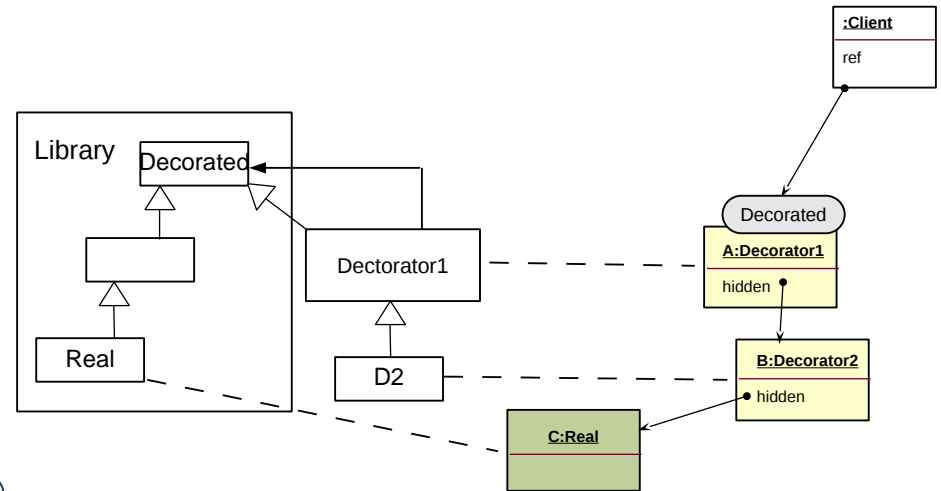 :Client
ref
Library
Decorated
Decorated
A:Decorator1
Dectorator1
hidden
Real
B:Decorator2
D2
hidden
C:Real